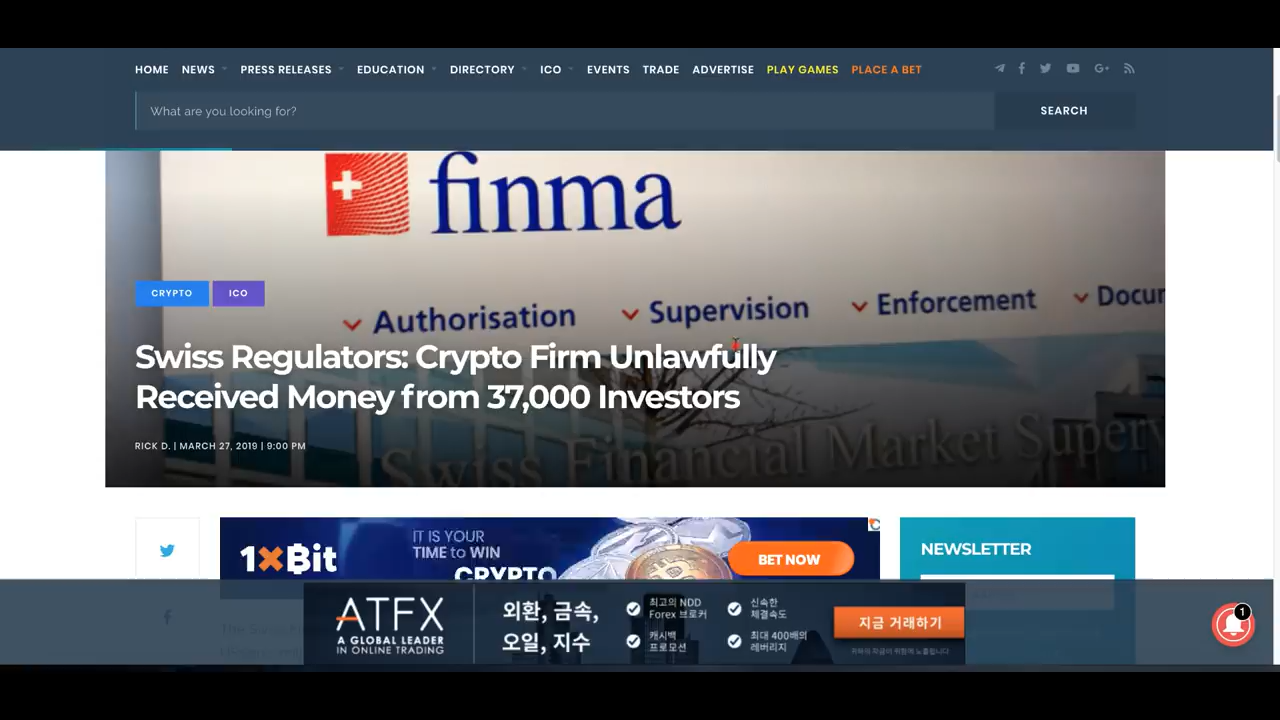 HOME NEWS PRESS RELEASES EDUCATION DIRECTORY ICO EVENTS TRADE ADVERTISE PLAY GAMES PLACE A BET
What are you looking for? SEARCH
finma
CRYPTO ICO
Authorisation Supervision Enforcement Docum
Swiss Regulators: Crypto Firm Unlawfully
Received Money from 37,000 Investors
RICK D. | MARCH 27, 2019 | 9:00 PM
Swiss Financial Market Superv
1XBit
IT IS YOUR
TIME to WIN
CRYPTO
BET NOW
NEWSLETTER
ATFX
A GLOBAL LEADER
IN ONLINE TRADING
외환, 금속,
오일, 지수
최고의 NDD
Forex 브로커
캐시백
프로모션
신속한
체결속도
최대 400배의
레버리지
지금 거래하기
1